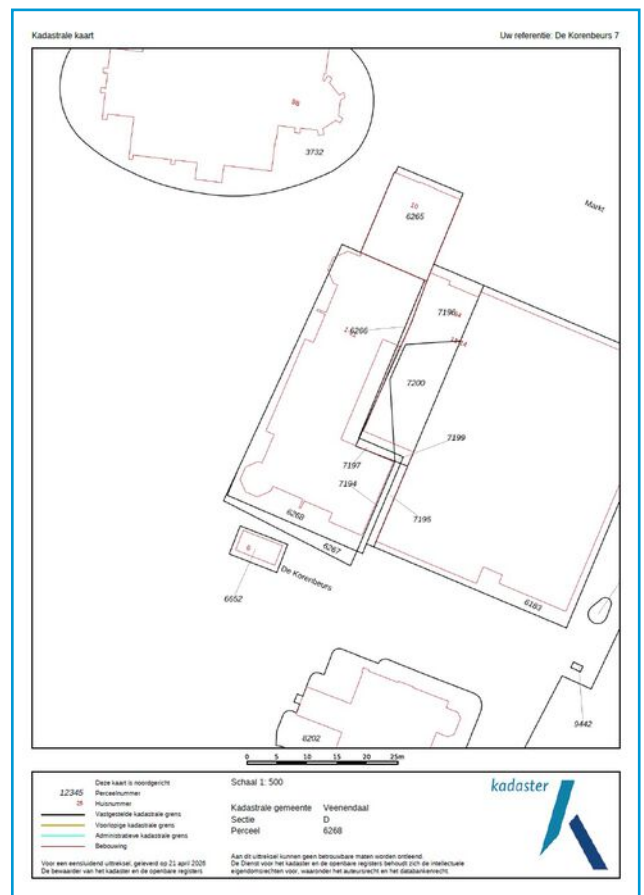 Kadastrale kaart
Uw referentie: De Korenbeurs 7
3732
10
6265
Markt
7198
6266
7200
7199
7197
7194
7195
6268
6267
6
De Korenbeurs
6652
6183
9442
6202
0 5 10 15 20 25m
Deze kaart is noordgericht
12345 Perceelnummer
25 Huisnummer
Vastgestelde kadastrale grens
Voorlopige kadastrale grens
Administratieve kadastrale grens
Bebouwing
Voor een eensluidend uittreksel, geleverd op 21 april 2026
De bewaarder van het kadaster en de openbare registers
Schaal 1: 500
Kadastrale gemeente Veenendaal
Sectie D
Perceel 6268
Aan dit uittreksel kunnen geen betrouwbare maten worden ontleend.
De Dienst voor het kadaster en de openbare registers behoudt zich de intellectuele
eigendomsrechten voor, waaronder het auteursrecht en het databankenrecht.
kadaster